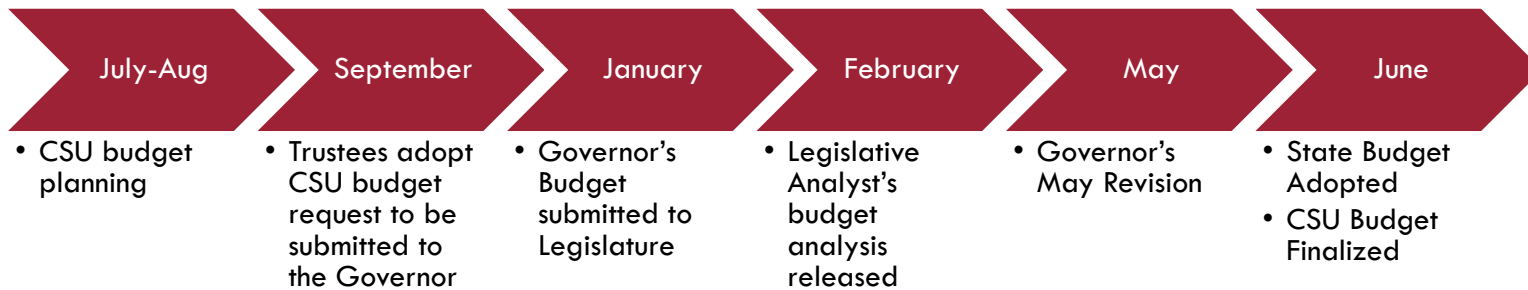 July-Aug
• CSU budget
planning
September
• Trustees adopt
CSU budget
request to be
submitted to
the Governor
January
• Governor’s
Budget
submitted to
Legislature
February
• Legislative
Analyst’s
budget
analysis
released
May
• Governor’s
May Revision
June
• State Budget
Adopted
• CSU Budget
Finalized